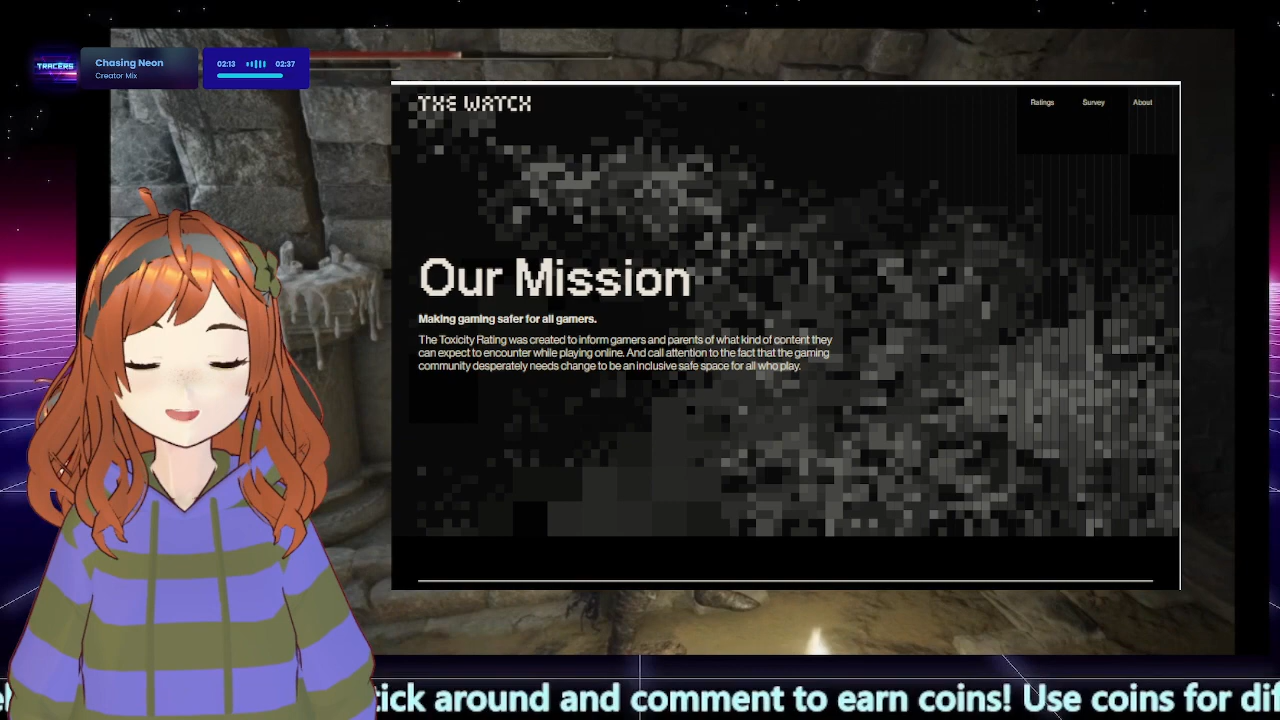 TRACERS
Chasing Neon
Creator Mix
02:13
02:37
THE WATCH
Ratings
Survey
About
Our Mission
Making gaming safer for all gamers.
The Toxicity Rating was created to inform gamers and parents of what kind of content they
can expect to encounter while playing online. And call attention to the fact that the gaming
community desperately needs change to be an inclusive safe space for all who play.
tick around and comment to earn coins! Use coins for dif